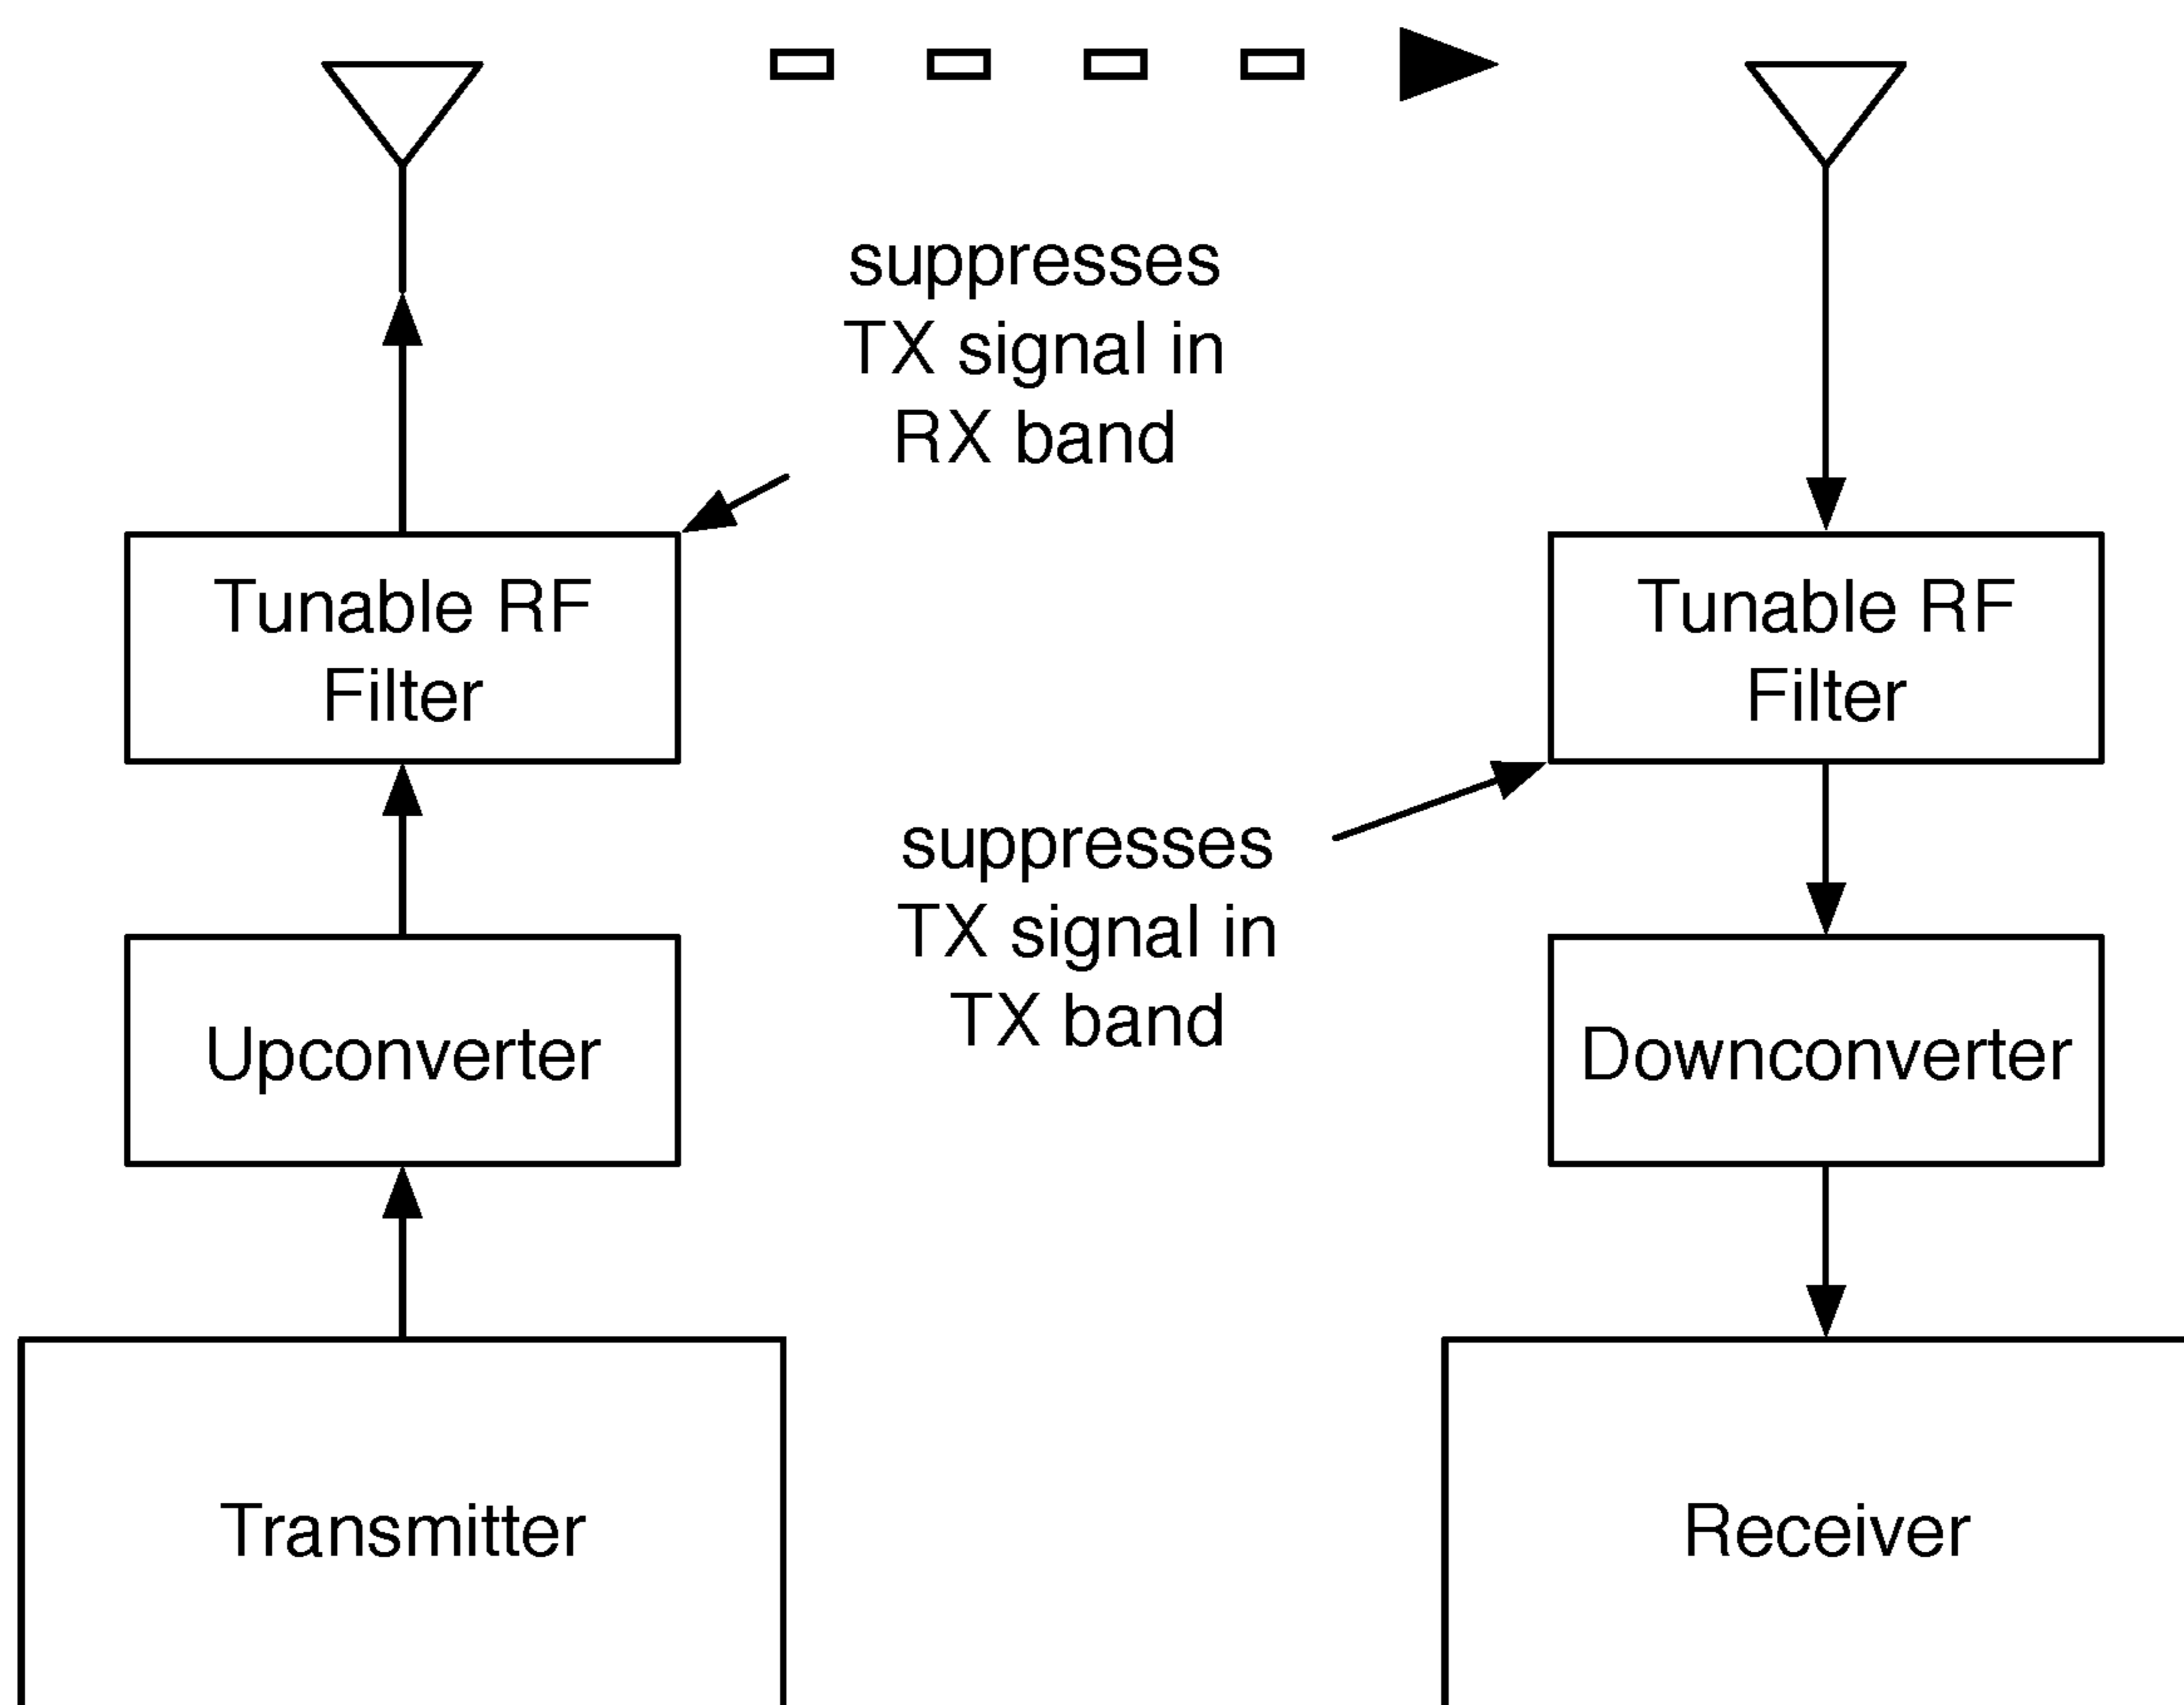 suppresses
TX signal in
RX band
Tunable RF
Filter
Tunable RF
Filter
suppresses
TX signal in
TX band
Upconverter
Downconverter
Transmitter
Receiver